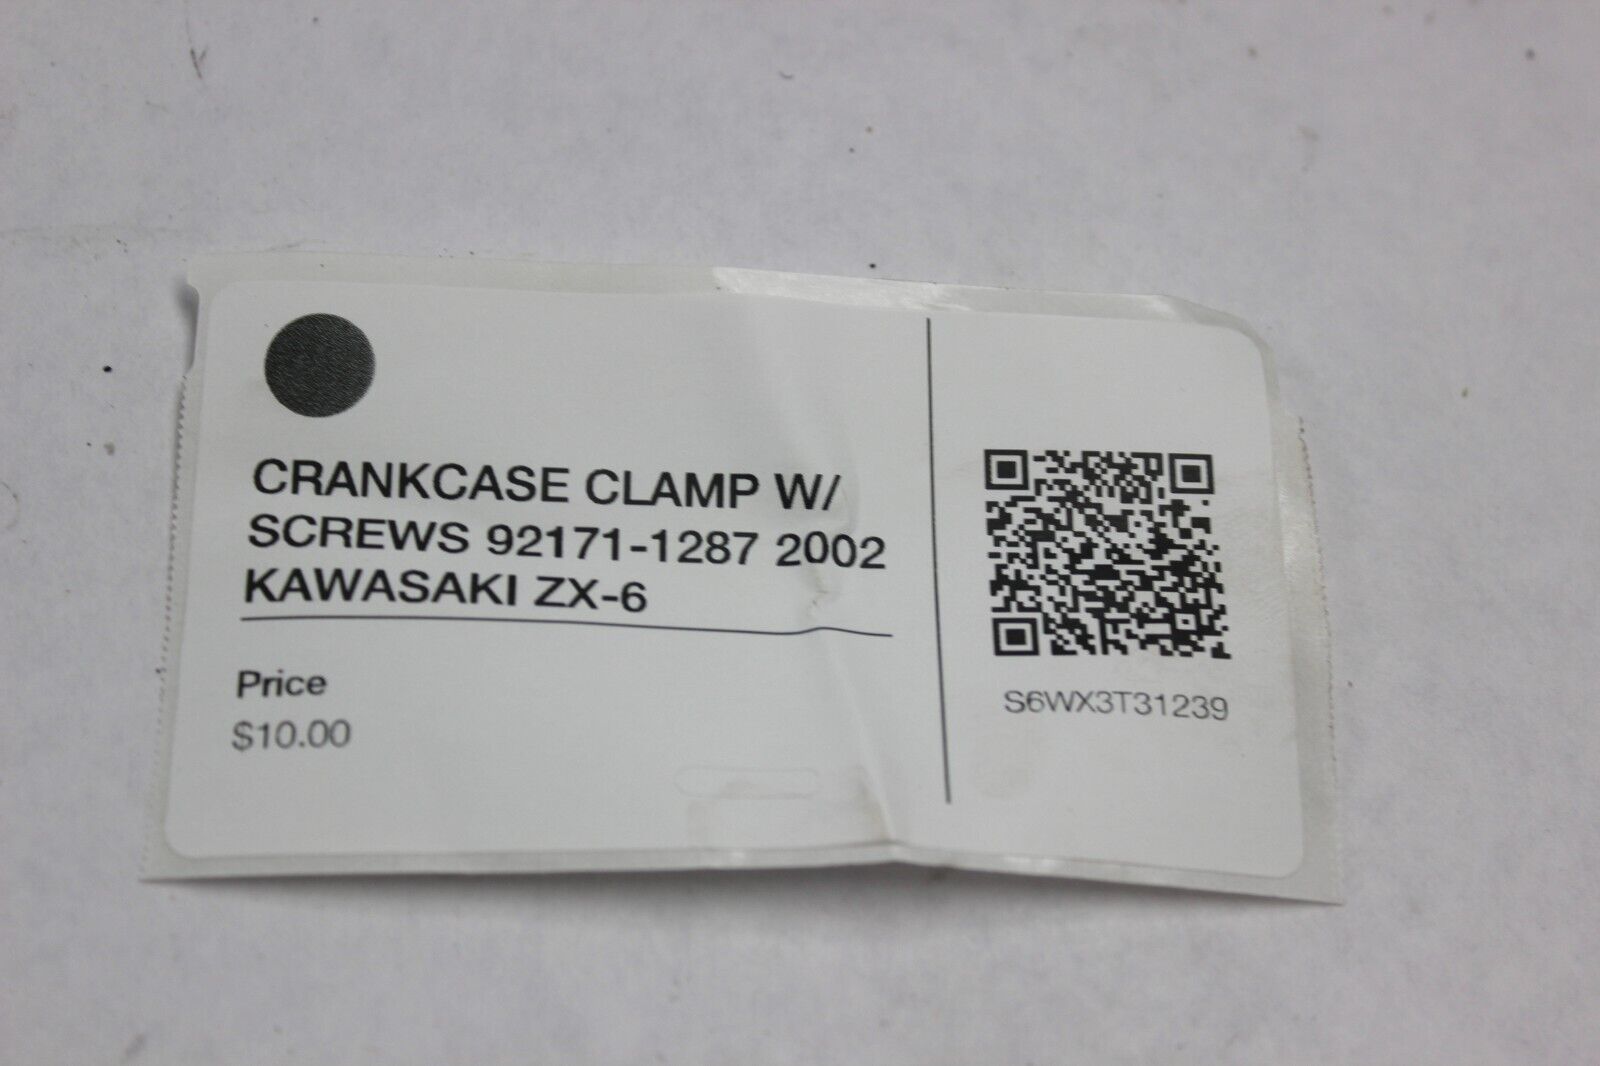 CRANKCASE CLAMP W/
SCREWS 92171-1287 2002
KAWASAKI ZX-6
Price
$10.00
S6WX3T31239